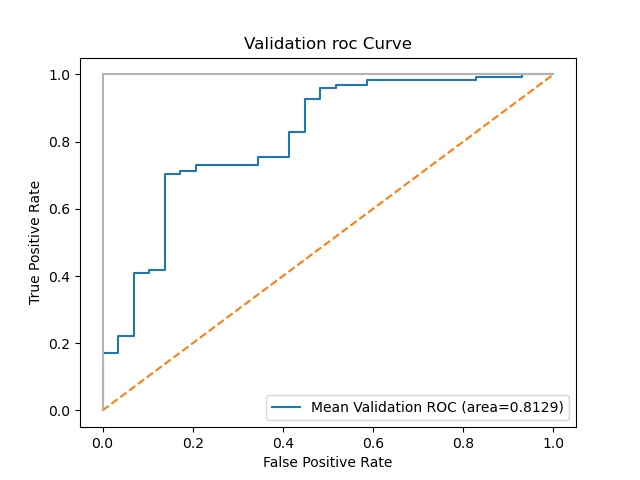 Validation roc Curve
True Positive Rate
1.0
0.8
0.6
0.4
0.2
0.0
Mean Validation ROC (area=0.8129)
0.0 0.2 0.4 0.6 0.8 1.0
False Positive Rate